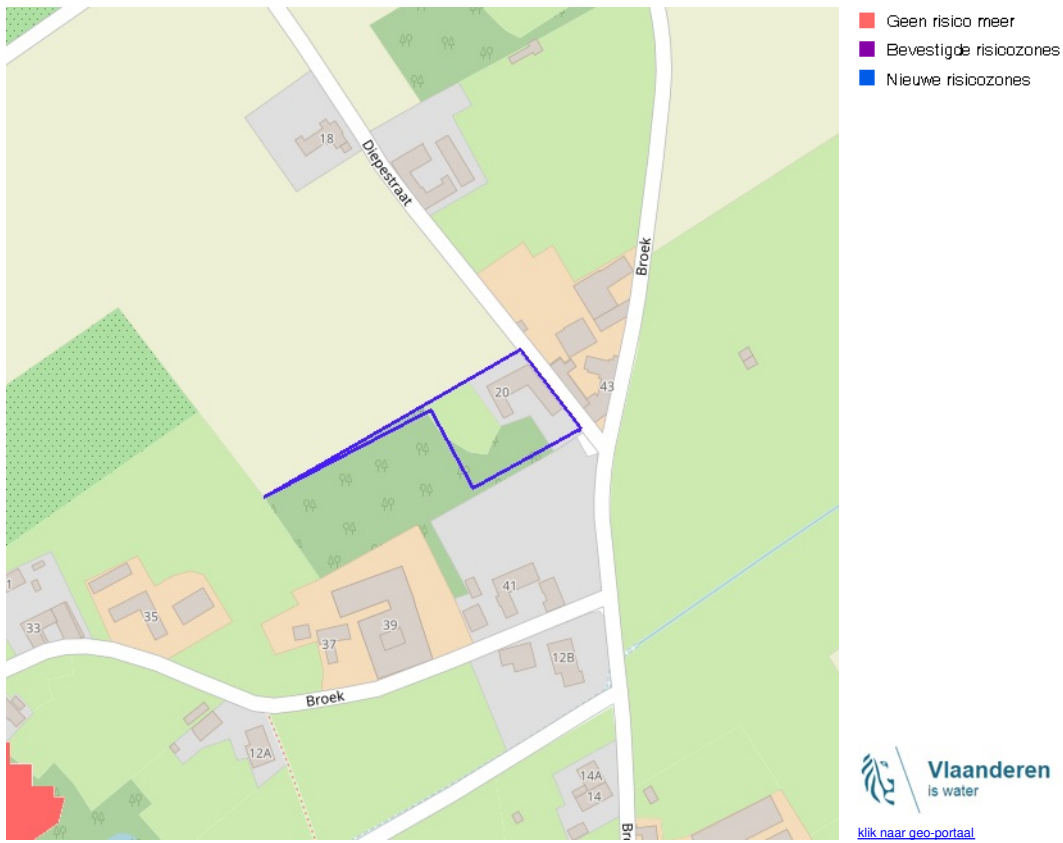 Geen risico meer
Bevestigde risicozones
Nieuwe risicozones
18
Diepestraat
Broek
20
43
41
35
33
39
37
12B
Broek
12A
14A
14
Vlaanderen
is water
klik naar geo-portaal